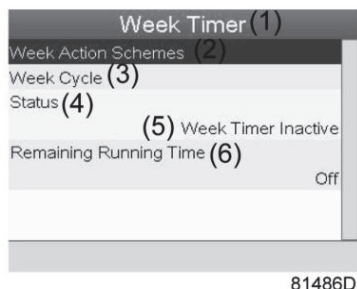 Week Timer (1)
Week Action Schemes (2)
Week Cycle (3)
Status (4)
(5) Week Timer Inactive
Remaining Running Time (6)
Off
81486D